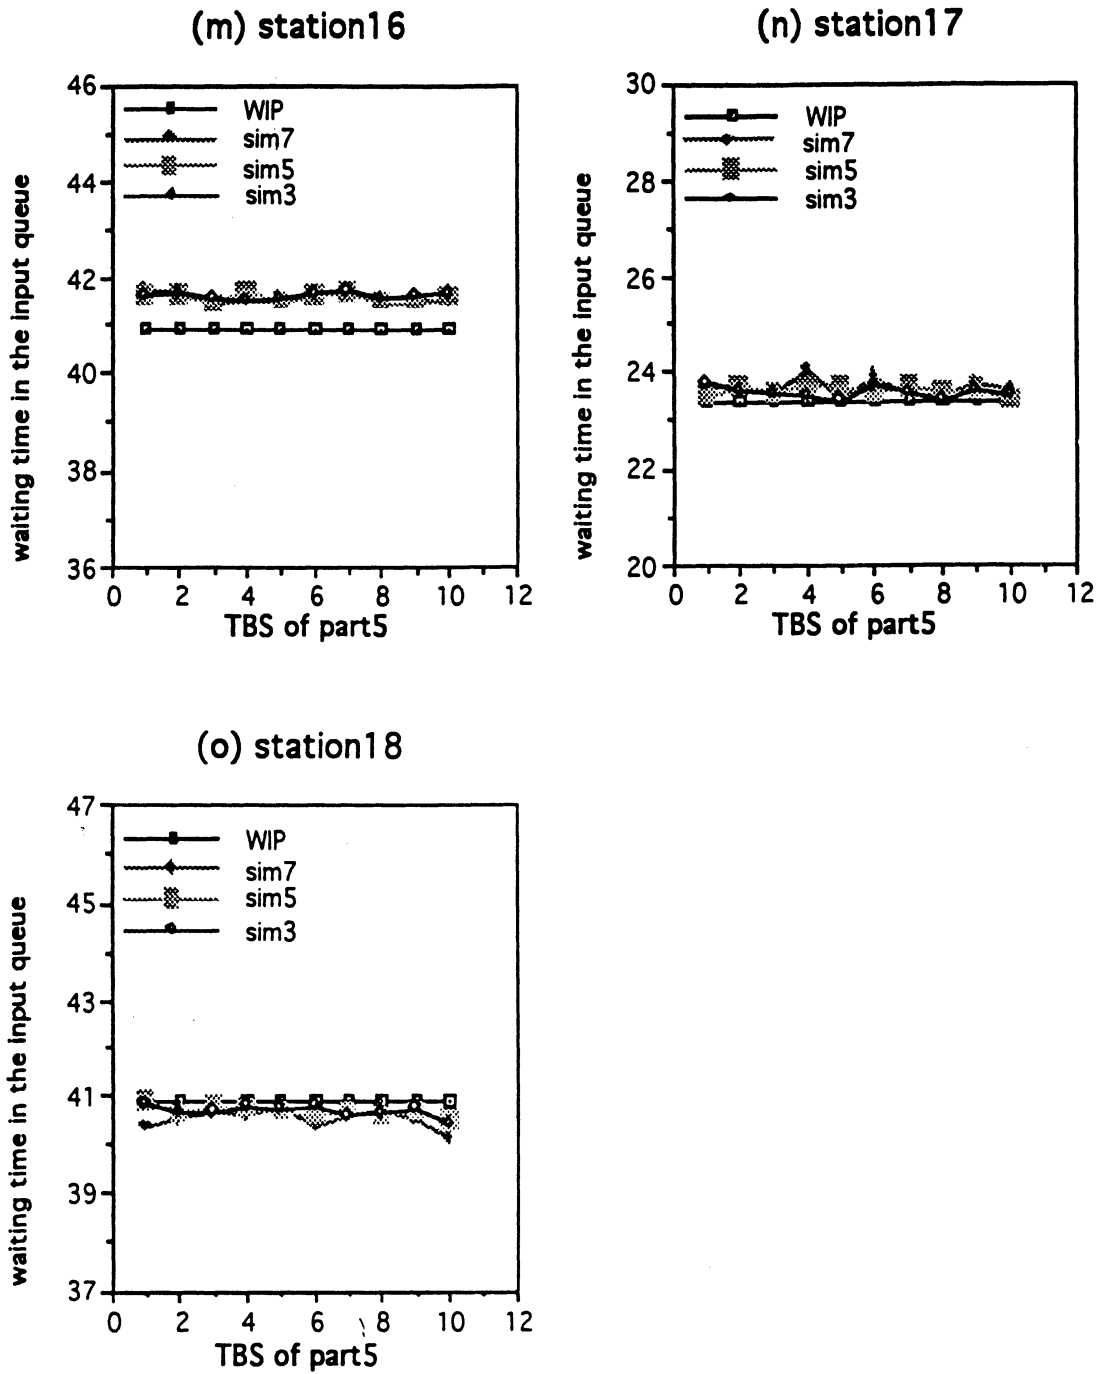 (m) station16
46
44
42
40
38
36
WIP
sim7
sim5
sim3
waiting time in the input queue
0 2 4 6 8 10 12
TBS of part5
(n) station17
30
28
26
24
22
20
WIP
sim7
sim5
sim3
waiting time in the input queue
0 2 4 6 8 10 12
TBS of part5
(o) station18
47
45
43
41
39
37
WIP
sim7
sim5
sim3
waiting time in the input queue
0 2 4 6 8 10 12
TBS of part5